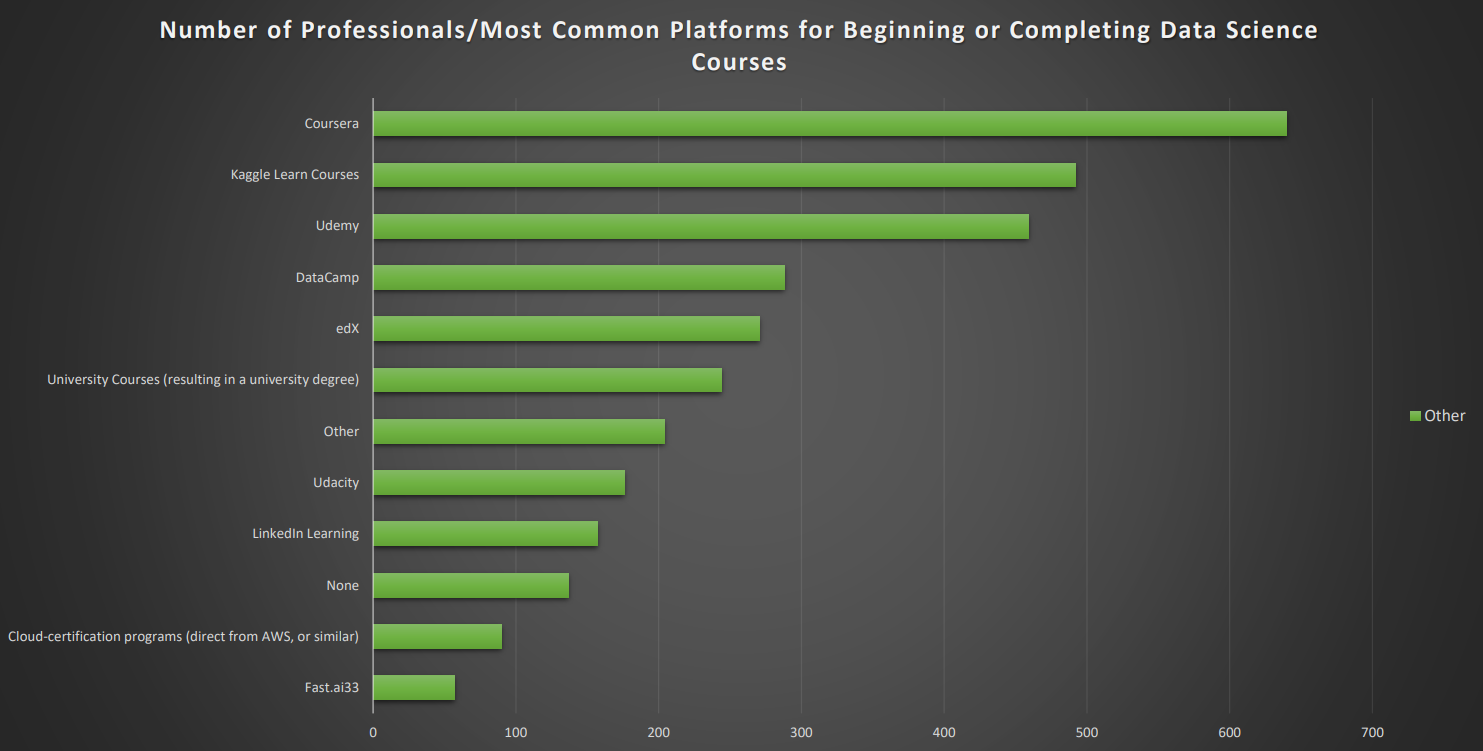 Number of Professionals/Most Common Platforms for Beginning or Completing Data Science
Courses
Coursera
Kaggle Learn Courses
Udemy
DataCamp
edX
University Courses (resulting in a university degree)
Other
Udacity
LinkedIn Learning
None
Cloud-certification programs (direct from AWS, or similar)
Fast.ai33
0 100 200 300 400 500 600 700
Other